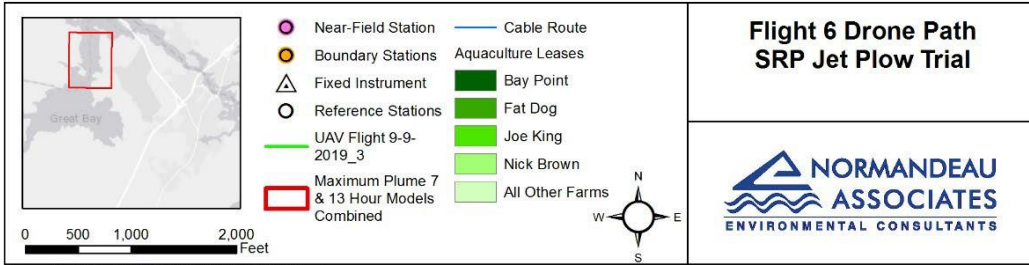 Great Bay
0 500 1,000 2,000
Feet
Near-Field Station
Boundary Stations
Fixed Instrument
Reference Stations
UAV Flight 9-9-
2019_3
Maximum Plume 7
& 13 Hour Models
Combined
Cable Route
Aquaculture Leases
Bay Point
Fat Dog
Joe King
Nick Brown
All Other Farms
N
W E
S
Flight 6 Drone Path
SRP Jet Plow Trial
NORMANDEAU
ASSOCIATES
ENVIRONMENTAL CONSULTANTS